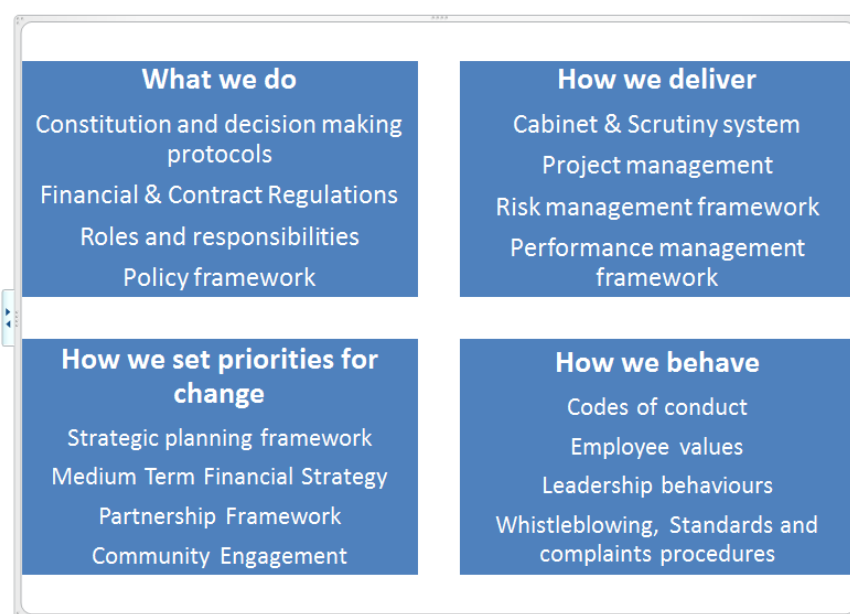 What we do
Constitution and decision making
protocols
Financial & Contract Regulations
Roles and responsibilities
Policy framework
How we deliver
Cabinet & Scrutiny system
Project management
Risk management framework
Performance management
framework
How we set priorities for
change
Strategic planning framework
Medium Term Financial Strategy
Partnership Framework
Community Engagement
How we behave
Codes of conduct
Employee values
Leadership behaviours
Whistleblowing, Standards and
complaints procedures